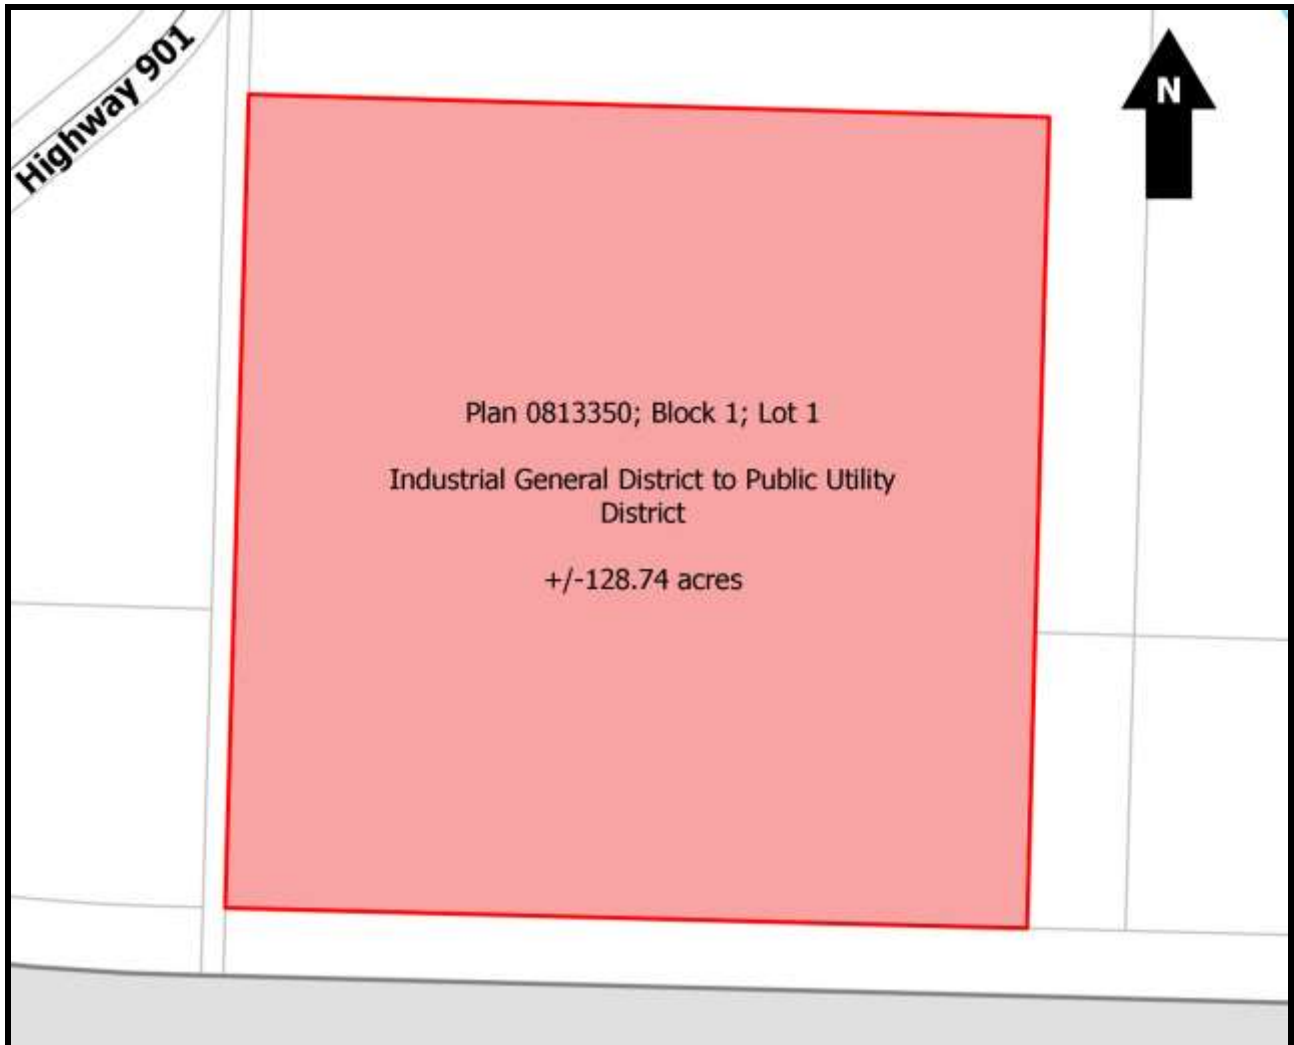 Highway 901
N
Plan 0813350; Block 1; Lot 1
Industrial General District to Public Utility
District
+/-128.74 acres